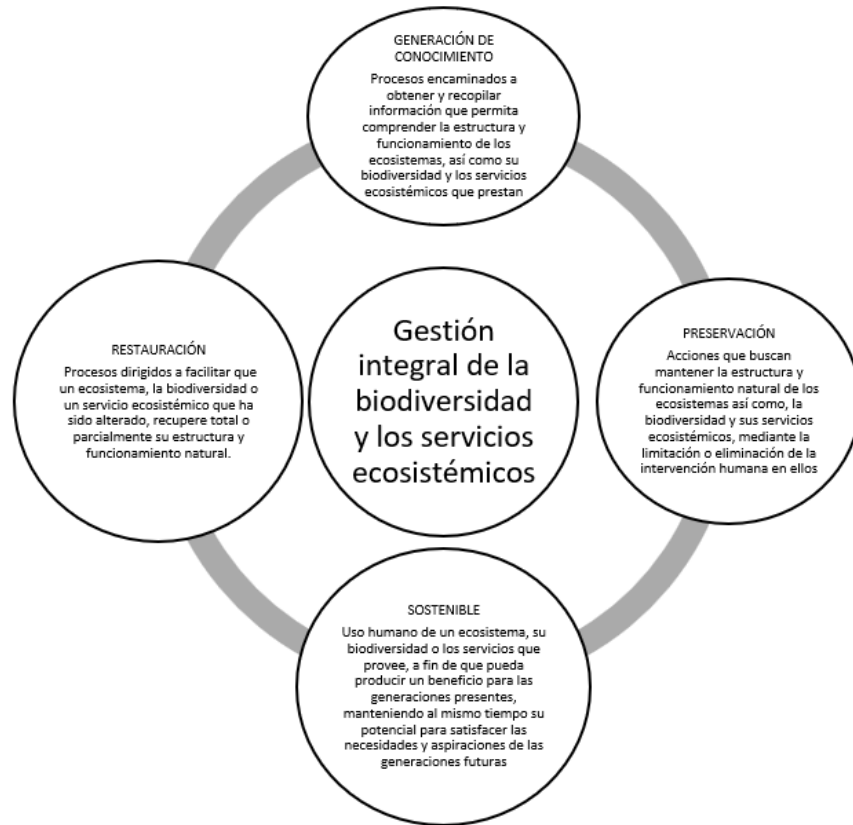 GENERACIÓN DE
CONOCIMIENTO
Procesos encaminados a
obtener y recopilar
información que permita
comprender la estructura y
funcionamiento de los
ecosistemas, así como su
biodiversidad y los servicios
ecosistémicos que prestan
RESTAURACIÓN
Procesos dirigidos a facilitar que
un ecosistema, la biodiversidad o
un servicio ecosistémico que ha
sido alterado, recupere total o
parcialmente su estructura y
funcionamiento natural.
Gestión
integral de la
biodiversidad
y los servicios
ecosistémicos
PRESERVACIÓN
Acciones que buscan
mantener la estructura y
funcionamiento natural de los
ecosistemas así como, la
biodiversidad y sus servicios
ecosistémicos, mediante la
limitación o eliminación de la
intervención humana en ellos
SOSTENIBLE
Uso humano de un ecosistema, su
biodiversidad o los servicios que
provee, a fin de que pueda
producir un beneficio para las
generaciones presentes,
manteniendo al mismo tiempo su
potencial para satisfacer las
necesidades y aspiraciones de las
generaciones futuras